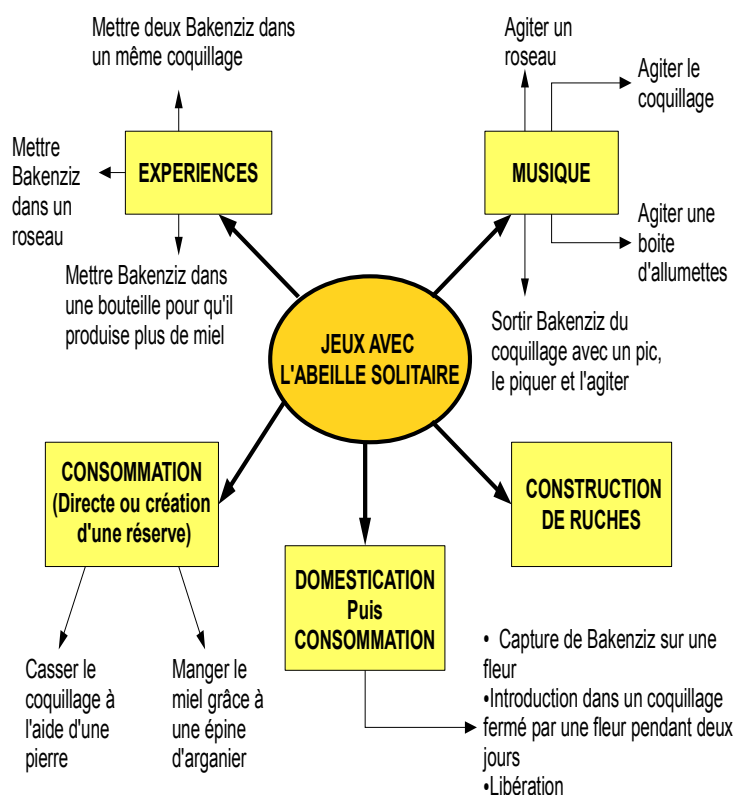 Mettre deux Bakenziz dans
un même coquillage
Agiter un
roseau
Agiter le
coquillage
Mettre
Bakenziz
dans un
roseau
EXPERIENCES
MUSIQUE
Agiter une
boite
d'allumettes
Mettre Bakenziz dans
une bouteille pour qu'il
produise plus de miel
Sortir Bakenziz du
coquillage avec un pic,
le piquer et l'agiter
JEUX AVEC
L'ABEILLE SOLITAIRE
CONSOMMATION
(Directe ou création
d'une réserve)
CONSTRUCTION
DE RUCHES
DOMESTICATION
Puis
CONSOMMATION
Casser le
coquillage à
l'aide d'une
pierre
Manger le
miel grâce à
une épine
d'arganier
• Capture de Bakenziz sur une
fleur
•Introduction dans un coquillage
fermé par une fleur pendant deux
jours
•Libération